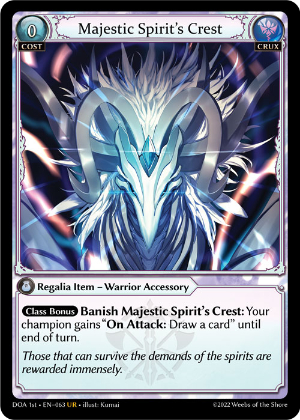 0 Majestic Spirit's Crest
COST CRUX
Regalia Item – Warrior Accessory
Class Bonus Banish Majestic Spirit's Crest: Your
champion gains “On Attack: Draw a card” until
end of turn.
Those that can survive the demands of the spirits are
rewarded immensely.
DOA 1st • EN-063 UR • illust: Kumai ©2022 Weebs of the Shore